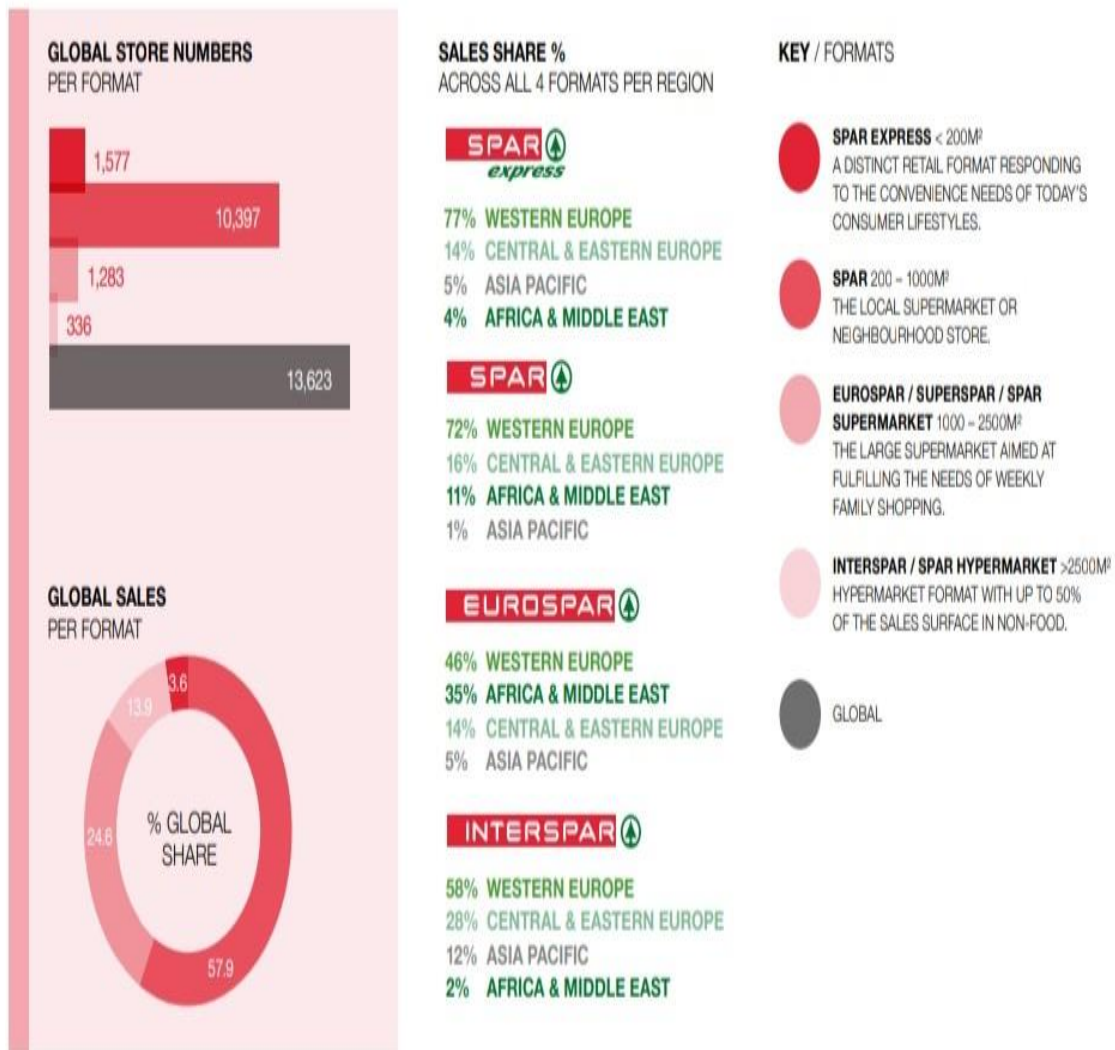 GLOBAL STORE NUMBERS
PER FORMAT
1,577
10,397
1,283
336
13,623
GLOBAL SALES
PER FORMAT
3.6
13.9
24.6
% GLOBAL
SHARE
57.9
SALES SHARE %
ACROSS ALL 4 FORMATS PER REGION
SPAR
express
77% WESTERN EUROPE
14% CENTRAL & EASTERN EUROPE
5% ASIA PACIFIC
4% AFRICA & MIDDLE EAST
SPAR
72% WESTERN EUROPE
16% CENTRAL & EASTERN EUROPE
11% AFRICA & MIDDLE EAST
1% ASIA PACIFIC
EUROSPAR
46% WESTERN EUROPE
35% AFRICA & MIDDLE EAST
14% CENTRAL & EASTERN EUROPE
5% ASIA PACIFIC
INTERSPAR
58% WESTERN EUROPE
28% CENTRAL & EASTERN EUROPE
12% ASIA PACIFIC
2% AFRICA & MIDDLE EAST
KEY / FORMATS
SPAR EXPRESS < 200M²
A DISTINCT RETAIL FORMAT RESPONDING
TO THE CONVENIENCE NEEDS OF TODAY'S
CONSUMER LIFESTYLES.
SPAR 200 – 1000M²
THE LOCAL SUPERMARKET OR
NEIGHBOURHOOD STORE.
EUROSPAR / SUPERSPAR / SPAR
SUPERMARKET 1000 – 2500M²
THE LARGE SUPERMARKET AIMED AT
FULFILLING THE NEEDS OF WEEKLY
FAMILY SHOPPING.
INTERSPAR / SPAR HYPERMARKET >2500M²
HYPERMARKET FORMAT WITH UP TO 50%
OF THE SALES SURFACE IN NON-FOOD.
GLOBAL